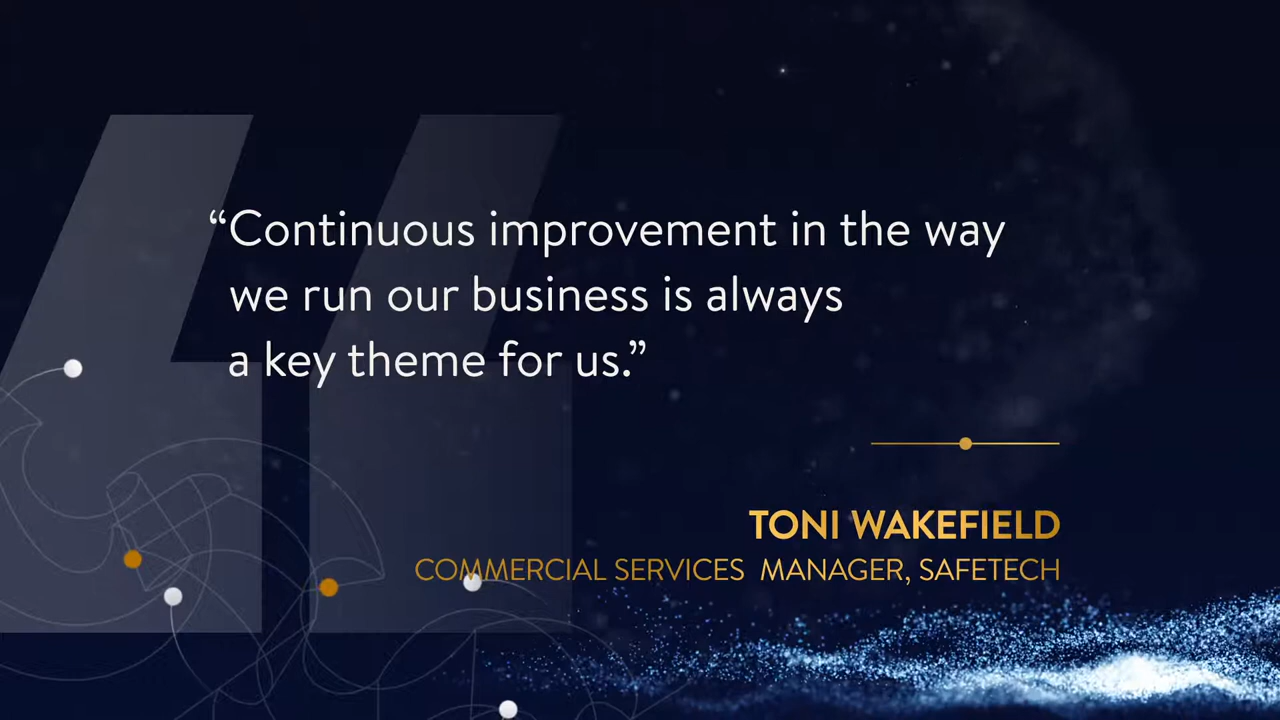 “Continuous improvement in the way
we run our business is always
a key theme for us.”
TONI WAKEFIELD
COMMERCIAL SERVICES  MANAGER, SAFETECH